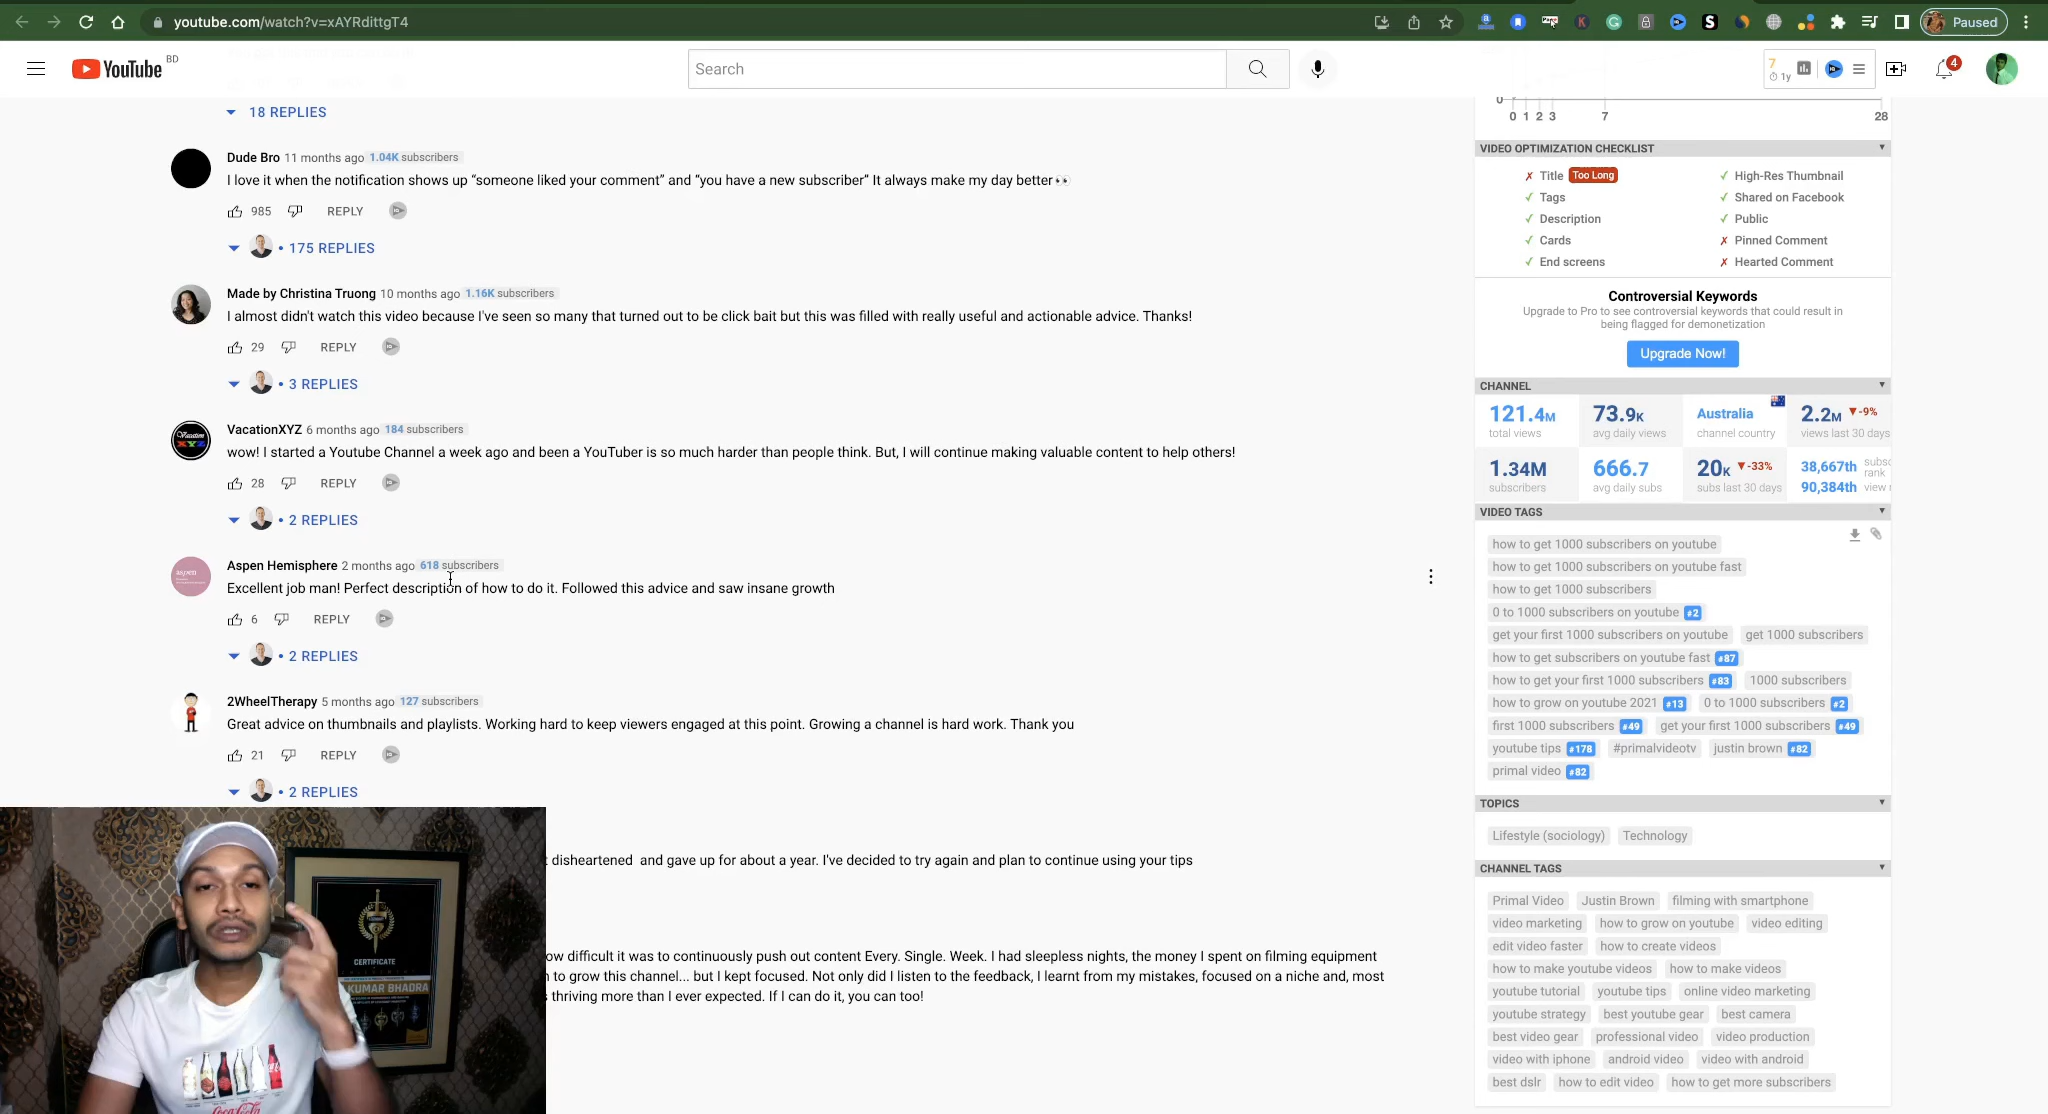 youtube.com/watch?v=xAYRdittgT4
Paused
YouTube BD
Search
7
1y
4
18 REPLIES
Dude Bro 11 months ago 1.04K subscribers
I love it when the notification shows up “someone liked your comment” and “you have a new subscriber” It always make my day better👀
985 REPLY
• 175 REPLIES
Made by Christina Truong 10 months ago 1.16K subscribers
I almost didn't watch this video because I've seen so many that turned out to be click bait but this was filled with really useful and actionable advice. Thanks!
29 REPLY
• 3 REPLIES
VacationXYZ 6 months ago 184 subscribers
wow! I started a Youtube Channel a week ago and been a YouTuber is so much harder than people think. But, I will continue making valuable content to help others!
28 REPLY
• 2 REPLIES
Aspen Hemisphere 2 months ago 618 subscribers
Excellent job man! Perfect description of how to do it. Followed this advice and saw insane growth
6 REPLY
• 2 REPLIES
2WheelTherapy 5 months ago 127 subscribers
Great advice on thumbnails and playlists. Working hard to keep viewers engaged at this point. Growing a channel is hard work. Thank you
21 REPLY
• 2 REPLIES
disheartened and gave up for about a year. I've decided to try again and plan to continue using your tips
difficult it was to continuously push out content Every. Single. Week. I had sleepless nights, the money I spent on filming equipment
to grow this channel... but I kept focused. Not only did I listen to the feedback, I learnt from my mistakes, focused on a niche and, most
thriving more than I ever expected. If I can do it, you can too!
CERTIFICATE
KUMAR BHADRA
Coca-Cola
0
0 1 2 3 7 28
VIDEO OPTIMIZATION CHECKLIST
✗ Title Too Long ✓ High-Res Thumbnail
✓ Tags ✓ Shared on Facebook
✓ Description ✓ Public
✓ Cards ✗ Pinned Comment
✓ End screens ✗ Hearted Comment
Controversial Keywords
Upgrade to Pro to see controversial keywords that could result in
being flagged for demonetization
Upgrade Now!
CHANNEL
121.4M 73.9K Australia 2.2M ▼-9%
total views avg daily views channel country views last 30 days
1.34M 666.7 20K ▼-33% 38,667th rank
subscribers avg daily subs subs last 30 days 90,384th view
VIDEO TAGS
how to get 1000 subscribers on youtube
how to get 1000 subscribers on youtube fast
how to get 1000 subscribers
0 to 1000 subscribers on youtube #2
get your first 1000 subscribers on youtube get 1000 subscribers
how to get subscribers on youtube fast #87
how to get your first 1000 subscribers #83 1000 subscribers
how to grow on youtube 2021 #13 0 to 1000 subscribers #2
first 1000 subscribers #49 get your first 1000 subscribers #49
youtube tips #178 #primalvideotv justin brown #82
primal video #82
TOPICS
Lifestyle (sociology) Technology
CHANNEL TAGS
Primal Video Justin Brown filming with smartphone
video marketing how to grow on youtube video editing
edit video faster how to create videos
how to make youtube videos how to make videos
youtube tutorial youtube tips online video marketing
youtube strategy best youtube gear best camera
best video gear professional video video production
video with iphone android video video with android
best dslr how to edit video how to get more subscribers